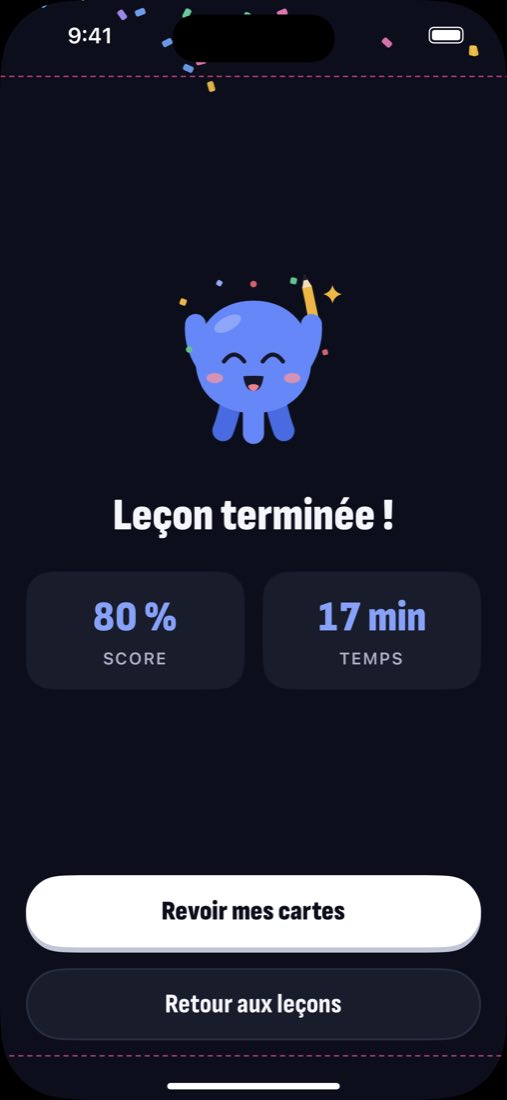 9:41
Leçon terminée !
80 %
SCORE
17 min
TEMPS
Revoir mes cartes
Retour aux leçons